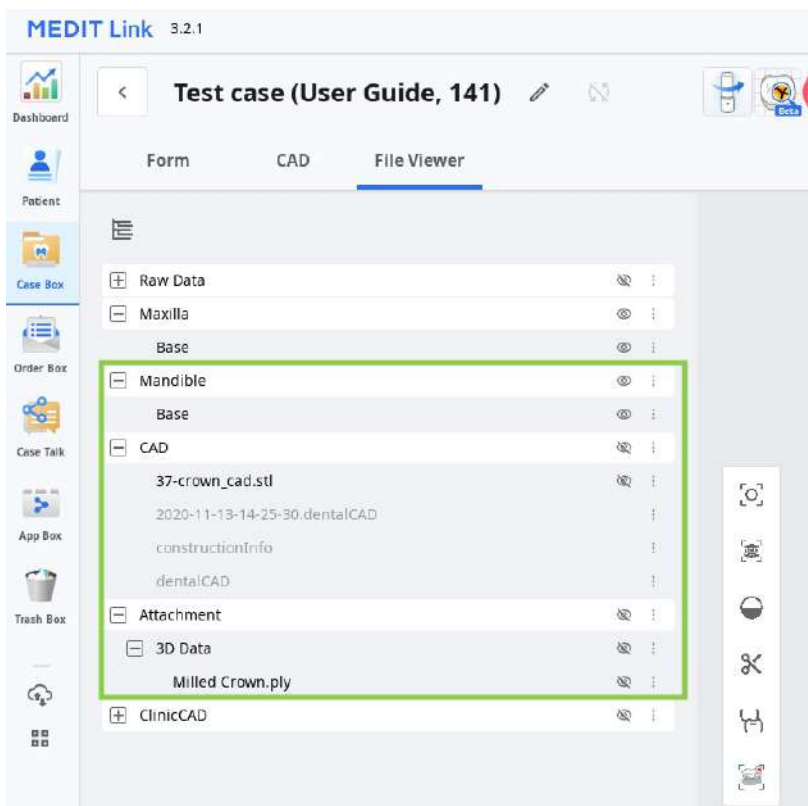 MEDIT Link 3.2.1
Dashboard
Patient
Case Box
Order Box
Case Talk
App Box
Trash Box
Test case (User Guide, 141)
Beta
Form CAD File Viewer
Raw Data
Maxilla
Base
Mandible
Base
CAD
37-crown_cad.stl
2020-11-13-14-25-30.dentalCAD
constructionInfo
dentalCAD
Attachment
3D Data
Milled Crown.ply
ClinicCAD